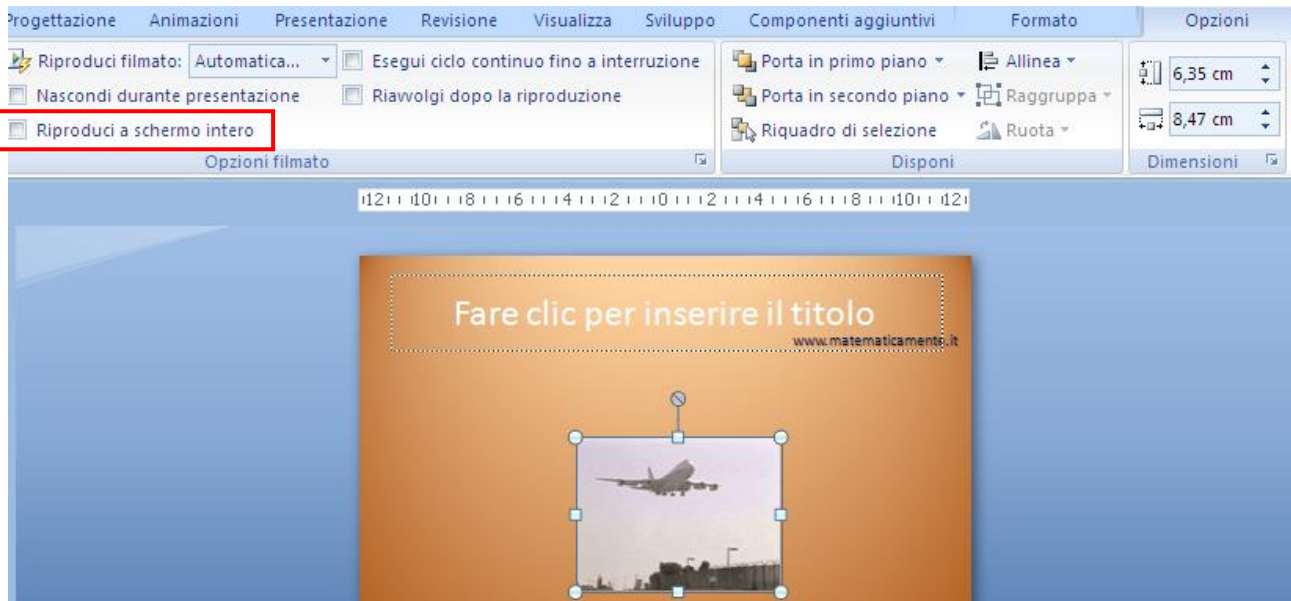 Progettazione Animazioni Presentazione Revisione Visualizza Sviluppo Componenti aggiuntivi Formato Opzioni
Riproduci filmato: Automatica... Esegui ciclo continuo fino a interruzione
Nascondi durante presentazione Riavvolgi dopo la riproduzione
Riproduci a schermo intero
Opzioni filmato
Porta in primo piano Allinea
Porta in secondo piano Raggruppa
Riquadro di selezione Ruota
Disponi
6,35 cm
8,47 cm
Dimensioni
12 10 8 6 4 2 0 2 4 6 8 10 12
Fare clic per inserire il titolo
www.matematicamente.it